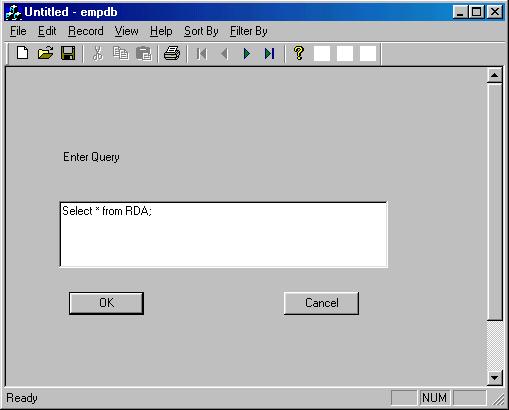 Untitled - empdb
File Edit Record View Help Sort By Filter By
Enter Query
Select * from RDA;
OK Cancel
Ready NUM